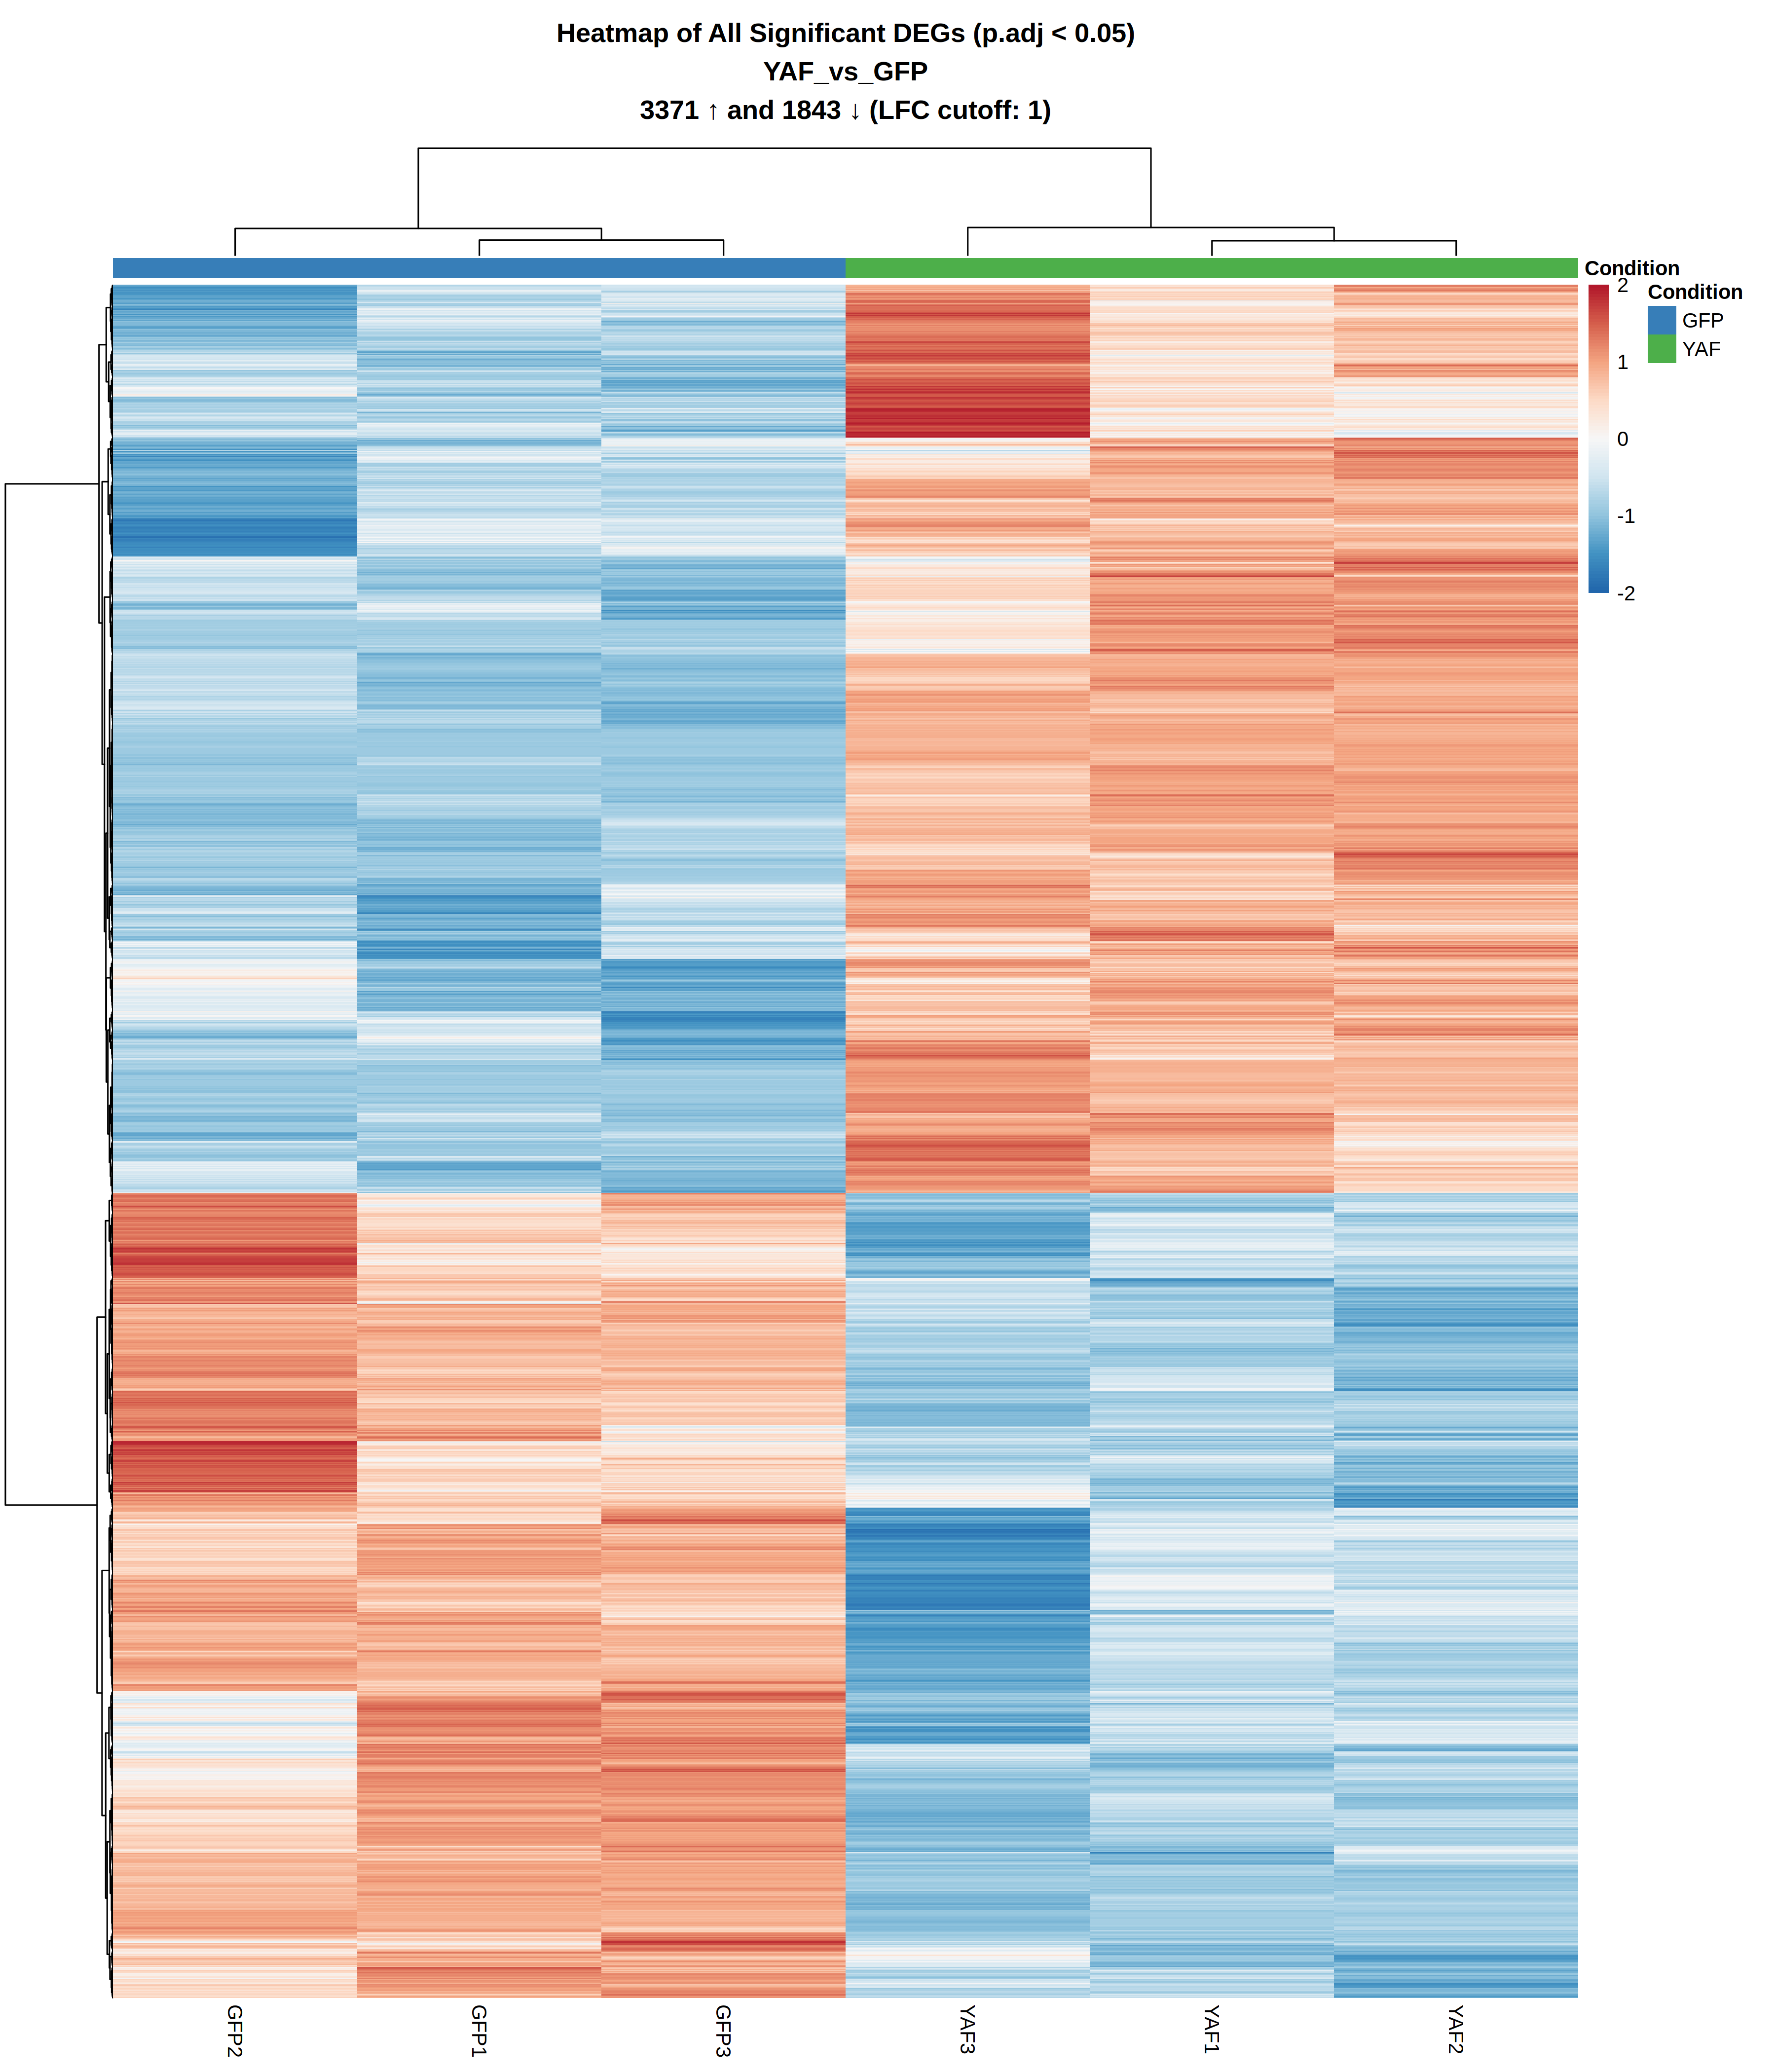 Heatmap of All Significant DEGs (p.adj < 0.05)
YAF_vs_GFP
3371 ↑ and 1843 ↓ (LFC cutoff: 1)
Condition
2
1
0
-1
-2
Condition
GFP
YAF
GFP2
GFP1
GFP3
YAF3
YAF1
YAF2